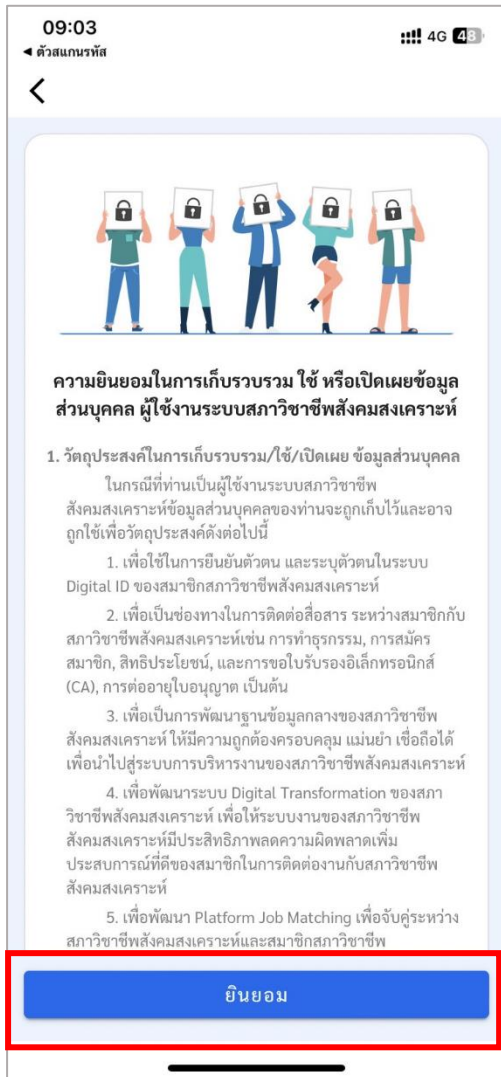 09:03
4G 48
◀ ตัวสแกนรหัส
ความยินยอมในการเก็บรวบรวม ใช้ หรือเปิดเผยข้อมูล
ส่วนบุคคล ผู้ใช้งานระบบสภาวิชาชีพสังคมสงเคราะห์
1. วัตถุประสงค์ในการเก็บรวบรวม/ใช้/เปิดเผย ข้อมูลส่วนบุคคล
ในกรณีที่ท่านเป็นผู้ใช้งานระบบสภาวิชาชีพ
สังคมสงเคราะห์ข้อมูลส่วนบุคคลของท่านจะถูกเก็บไว้และอาจ
ถูกใช้เพื่อวัตถุประสงค์ดังต่อไปนี้
1. เพื่อใช้ในการยืนยันตัวตน และระบุตัวตนในระบบ
Digital ID ของสมาชิกสภาวิชาชีพสังคมสงเคราะห์
2. เพื่อเป็นช่องทางในการติดต่อสื่อสาร ระหว่างสมาชิกกับ
สภาวิชาชีพสังคมสงเคราะห์เช่น การทำธุรกรรม, การสมัคร
สมาชิก, สิทธิประโยชน์, และการขอใบรับรองอิเล็กทรอนิกส์
(CA), การต่ออายุใบอนุญาต เป็นต้น
3. เพื่อเป็นการพัฒนาฐานข้อมูลกลางของสภาวิชาชีพ
สังคมสงเคราะห์ ให้มีความถูกต้องครอบคลุม แม่นยำ เชื่อถือได้
เพื่อนำไปสู่ระบบการบริหารงานของสภาวิชาชีพสังคมสงเคราะห์
4. เพื่อพัฒนาระบบ Digital Transformation ของสภา
วิชาชีพสังคมสงเคราะห์ เพื่อให้ระบบงานของสภาวิชาชีพ
สังคมสงเคราะห์มีประสิทธิภาพลดความผิดพลาดเพิ่ม
ประสบการณ์ที่ดีของสมาชิกในการติดต่องานกับสภาวิชาชีพ
สังคมสงเคราะห์
5. เพื่อพัฒนา Platform Job Matching เพื่อจับคู่ระหว่าง
สภาวิชาชีพสังคมสงเคราะห์และสมาชิกสภาวิชาชีพ
ยินยอม